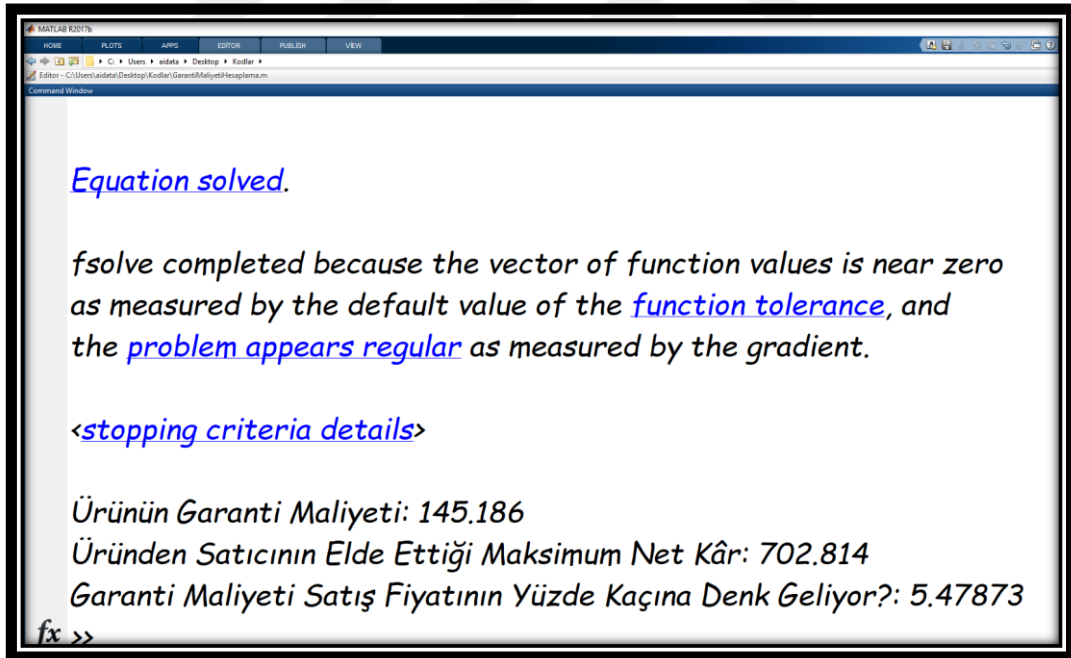 MATLAB R2017b
HOME PLOTS APPS EDITOR PUBLISH VIEW
C: Users aidata Desktop Kodlar
Editor - C:\Users\aidata\Desktop\Kodlar\GarantiMaliyetiHesaplama.m
Command Window
Equation solved.
fsolve completed because the vector of function values is near zero
as measured by the default value of the function tolerance, and
the problem appears regular as measured by the gradient.
<stopping criteria details>
Ürünün Garanti Maliyeti: 145.186
Üründen Satıcının Elde Ettiği Maksimum Net Kâr: 702.814
Garanti Maliyeti Satış Fiyatının Yüzde Kaçına Denk Geliyor?: 5.47873
fx >>